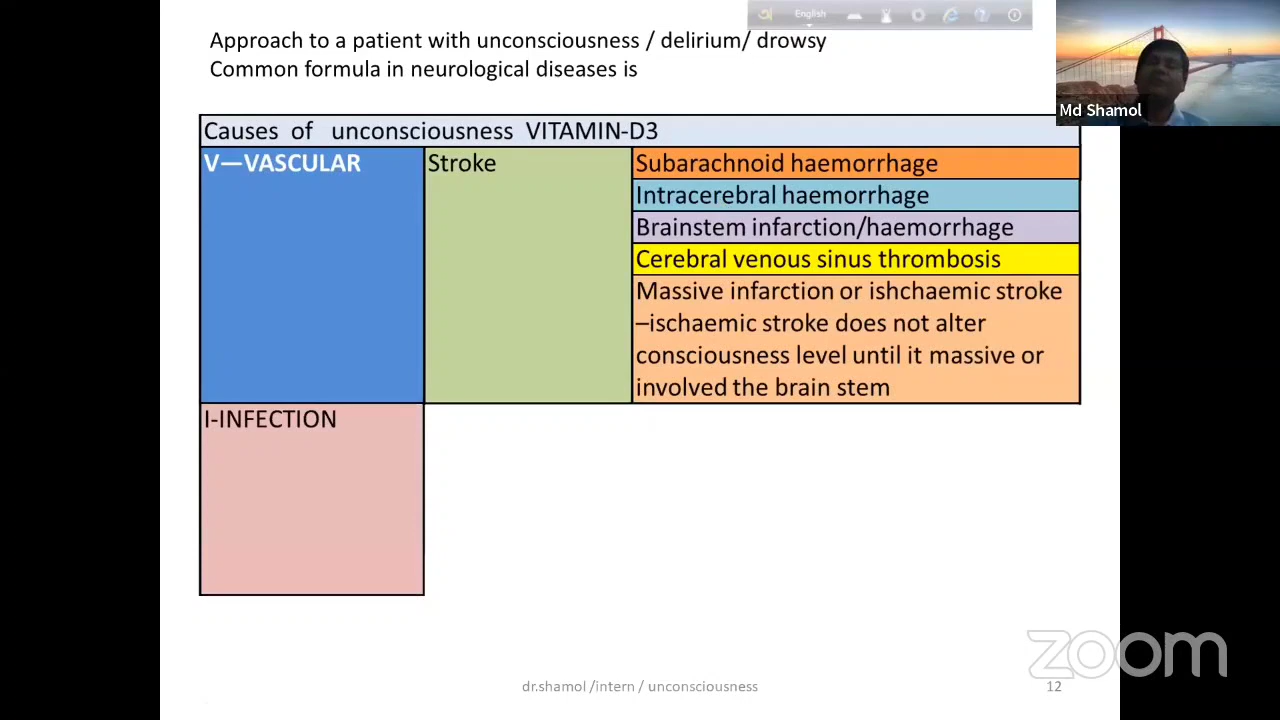 English
Approach to a patient with unconsciousness / delirium/ drowsy
Common formula in neurological diseases is
Md Shamol
Causes of unconsciousness VITAMIN-D3
V—VASCULAR
Stroke
Subarachnoid haemorrhage
Intracerebral haemorrhage
Brainstem infarction/haemorrhage
Cerebral venous sinus thrombosis
Massive infarction or ishchaemic stroke
–ischaemic stroke does not alter
consciousness level until it massive or
involved the brain stem
I-INFECTION
zoom
dr.shamol /intern / unconsciousness
12